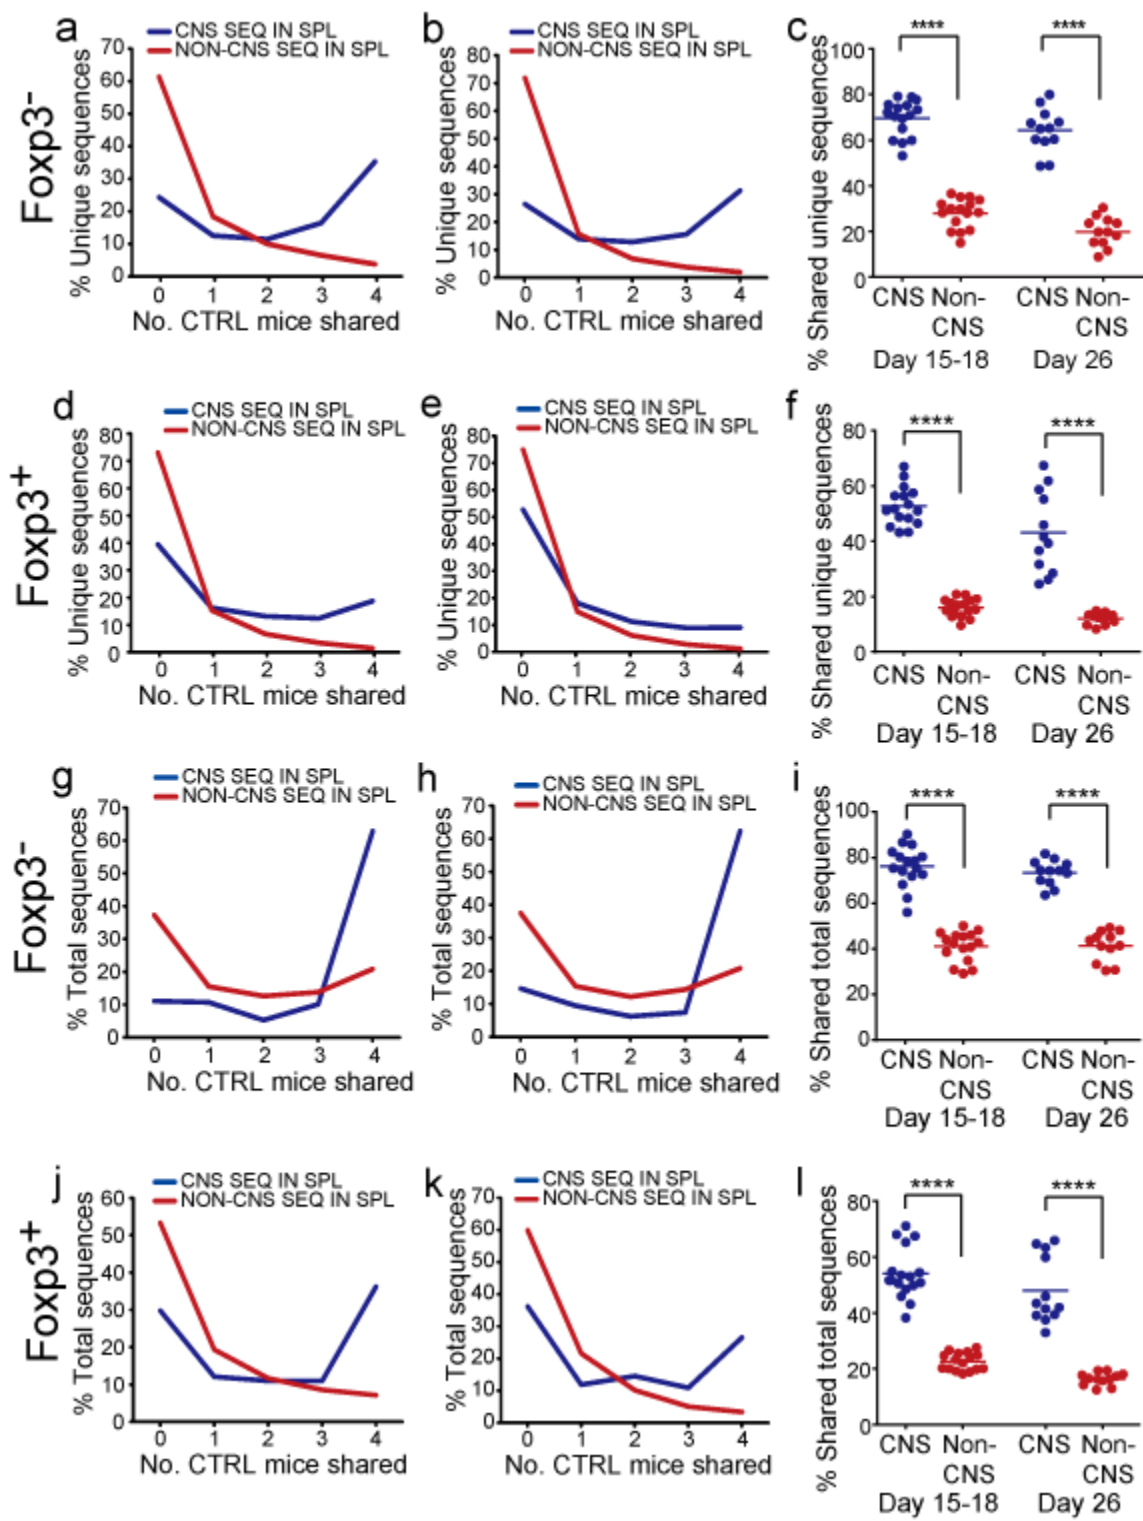 a
CNS SEQ IN SPL
NON-CNS SEQ IN SPL
Foxp3-
% Unique sequences
70
60
50
40
30
20
10
0
0 1 2 3 4
No. CTRL mice shared
b
CNS SEQ IN SPL
NON-CNS SEQ IN SPL
% Unique sequences
80
70
60
50
40
30
20
10
0
0 1 2 3 4
No. CTRL mice shared
c
**** ****
% Shared unique sequences
100
80
60
40
20
0
CNS Non- CNS Non-
CNS CNS
Day 15-18 Day 26
d
CNS SEQ IN SPL
NON-CNS SEQ IN SPL
Foxp3+
% Unique sequences
80
70
60
50
40
30
20
10
0
0 1 2 3 4
No. CTRL mice shared
e
CNS SEQ IN SPL
NON-CNS SEQ IN SPL
% Unique sequences
80
70
60
50
40
30
20
10
0
0 1 2 3 4
No. CTRL mice shared
f
**** ****
% Shared unique sequences
80
60
40
20
0
CNS Non- CNS Non-
CNS CNS
Day 15-18 Day 26
g
CNS SEQ IN SPL
NON-CNS SEQ IN SPL
Foxp3-
% Total sequences
70
60
50
40
30
20
10
0
0 1 2 3 4
No. CTRL mice shared
h
CNS SEQ IN SPL
NON-CNS SEQ IN SPL
% Total sequences
70
60
50
40
30
20
10
0
0 1 2 3 4
No. CTRL mice shared
i
**** ****
% Shared total sequences
100
80
60
40
20
0
CNS Non- CNS Non-
CNS CNS
Day 15-18 Day 26
j
CNS SEQ IN SPL
NON-CNS SEQ IN SPL
Foxp3+
% Total sequences
60
50
40
30
20
10
0
0 1 2 3 4
No. CTRL mice shared
k
CNS SEQ IN SPL
NON-CNS SEQ IN SPL
% Total sequences
70
60
50
40
30
20
10
0
0 1 2 3 4
No. CTRL mice shared
l
**** ****
% Shared total sequences
80
60
40
20
0
CNS Non- CNS Non-
CNS CNS
Day 15-18 Day 26